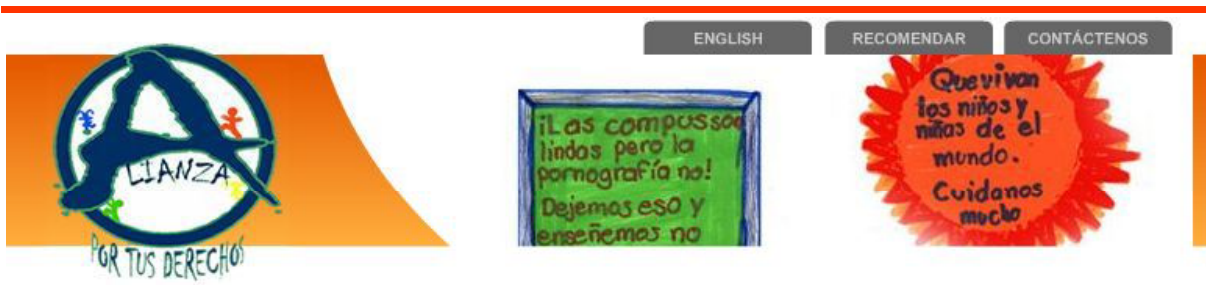 ENGLISH
RECOMENDAR
CONTÁCTENOS
ALIANZA
POR TUS DERECHOS
¡Las compus son
lindas pero la
pornografía no!
Dejemos eso y
enseñemos no
Que vivan
los niños y
niñas de el
mundo.
Cuidanos
mucho